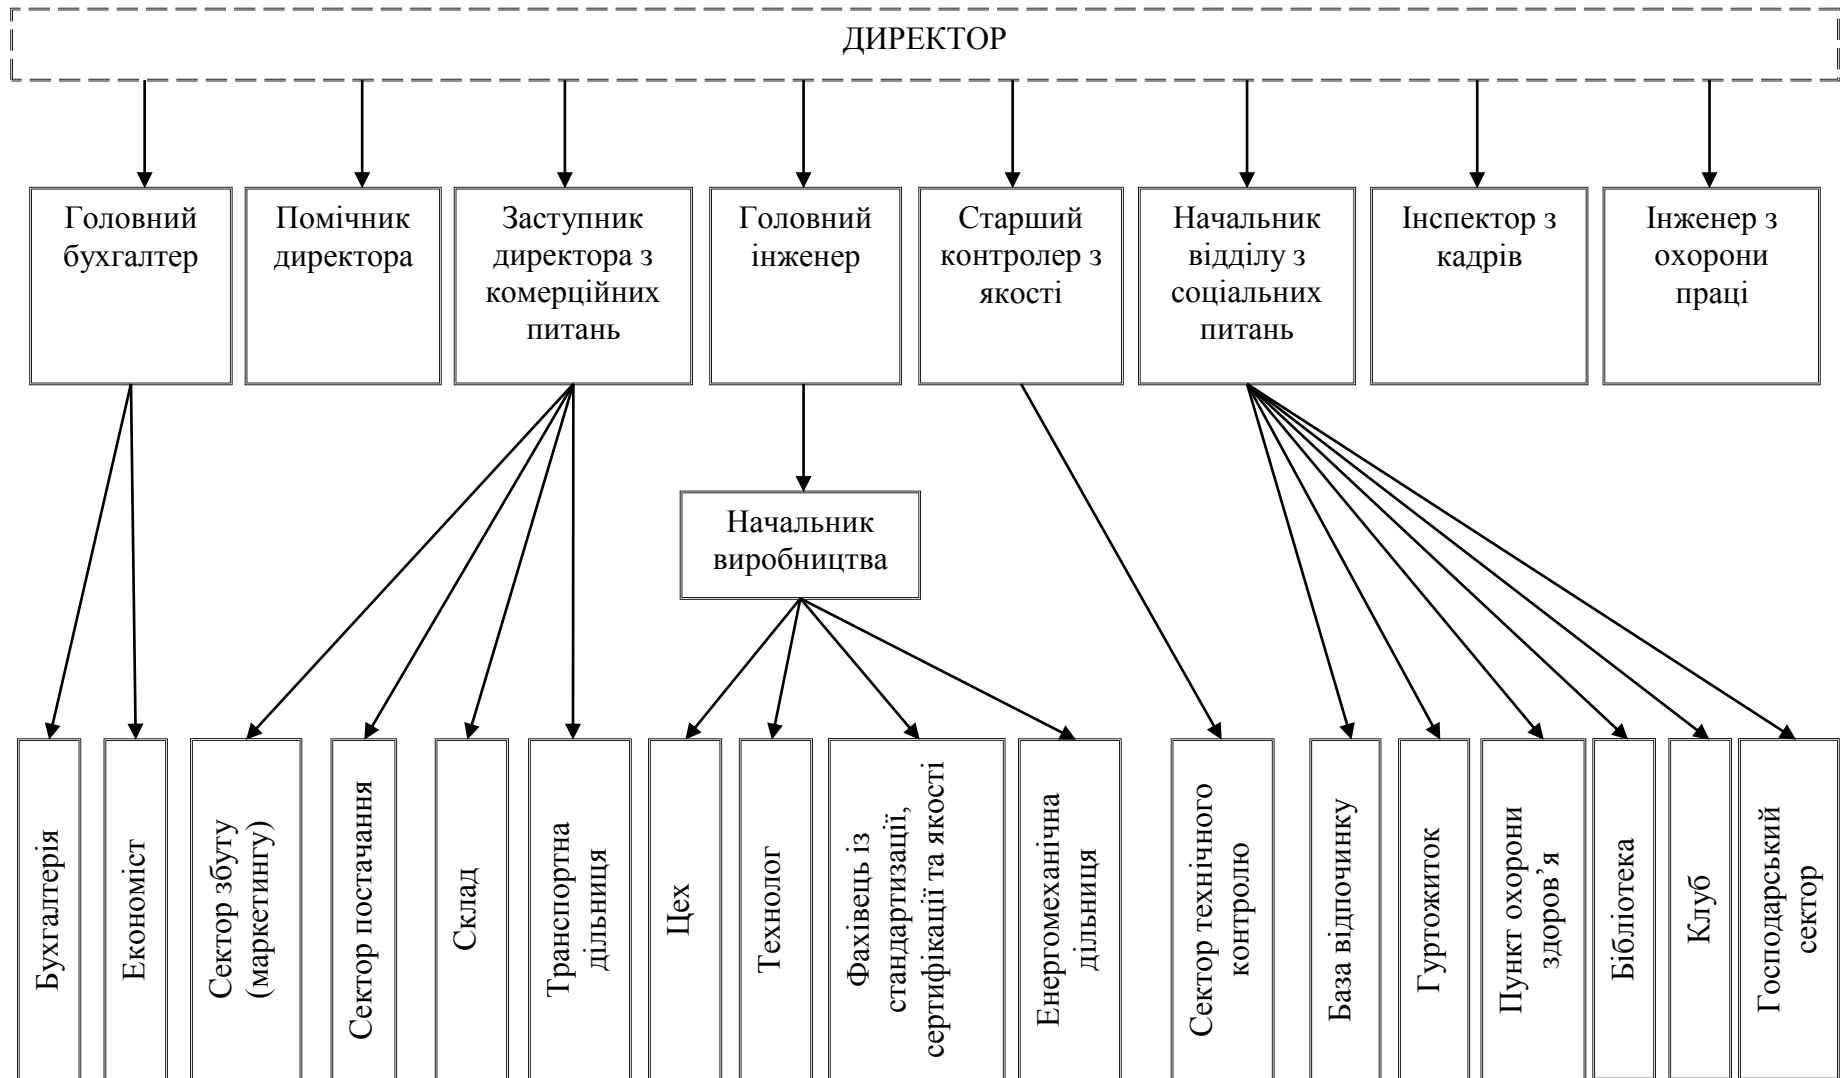 ДИРЕКТОР
Головний
бухгалтер
Помічник
директора
Заступник
директора з
комерційних
питань
Головний
інженер
Старший
контролер з
якості
Начальник
відділу з
соціальних
питань
Інспектор з
кадрів
Інженер з
охорони
праці
Начальник
виробництва
Бухгалтерія
Економіст
Сектор збуту
(маркетингу)
Сектор постачання
Склад
Транспортна
дільниця
Цех
Технолог
Фахівець із
стандартизації,
сертифікації та якості
Енергомеханічна
дільниця
Сектор технічного
контролю
База відпочинку
Гуртожиток
Пункт охорони
здоров’я
Бібліотека
Клуб
Господарський
сектор